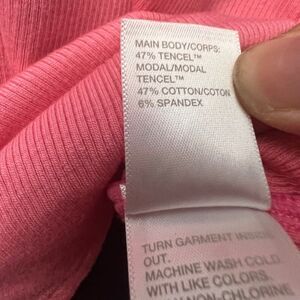 MAIN BODY/CORPS:
47% TENCEL™
MODAL/MODAL
TENCEL™
47% COTTON/COTON
6% SPANDEX
TURN GARMENT INSIDE
OUT.
MACHINE WASH COLD
WITH LIKE COLORS.